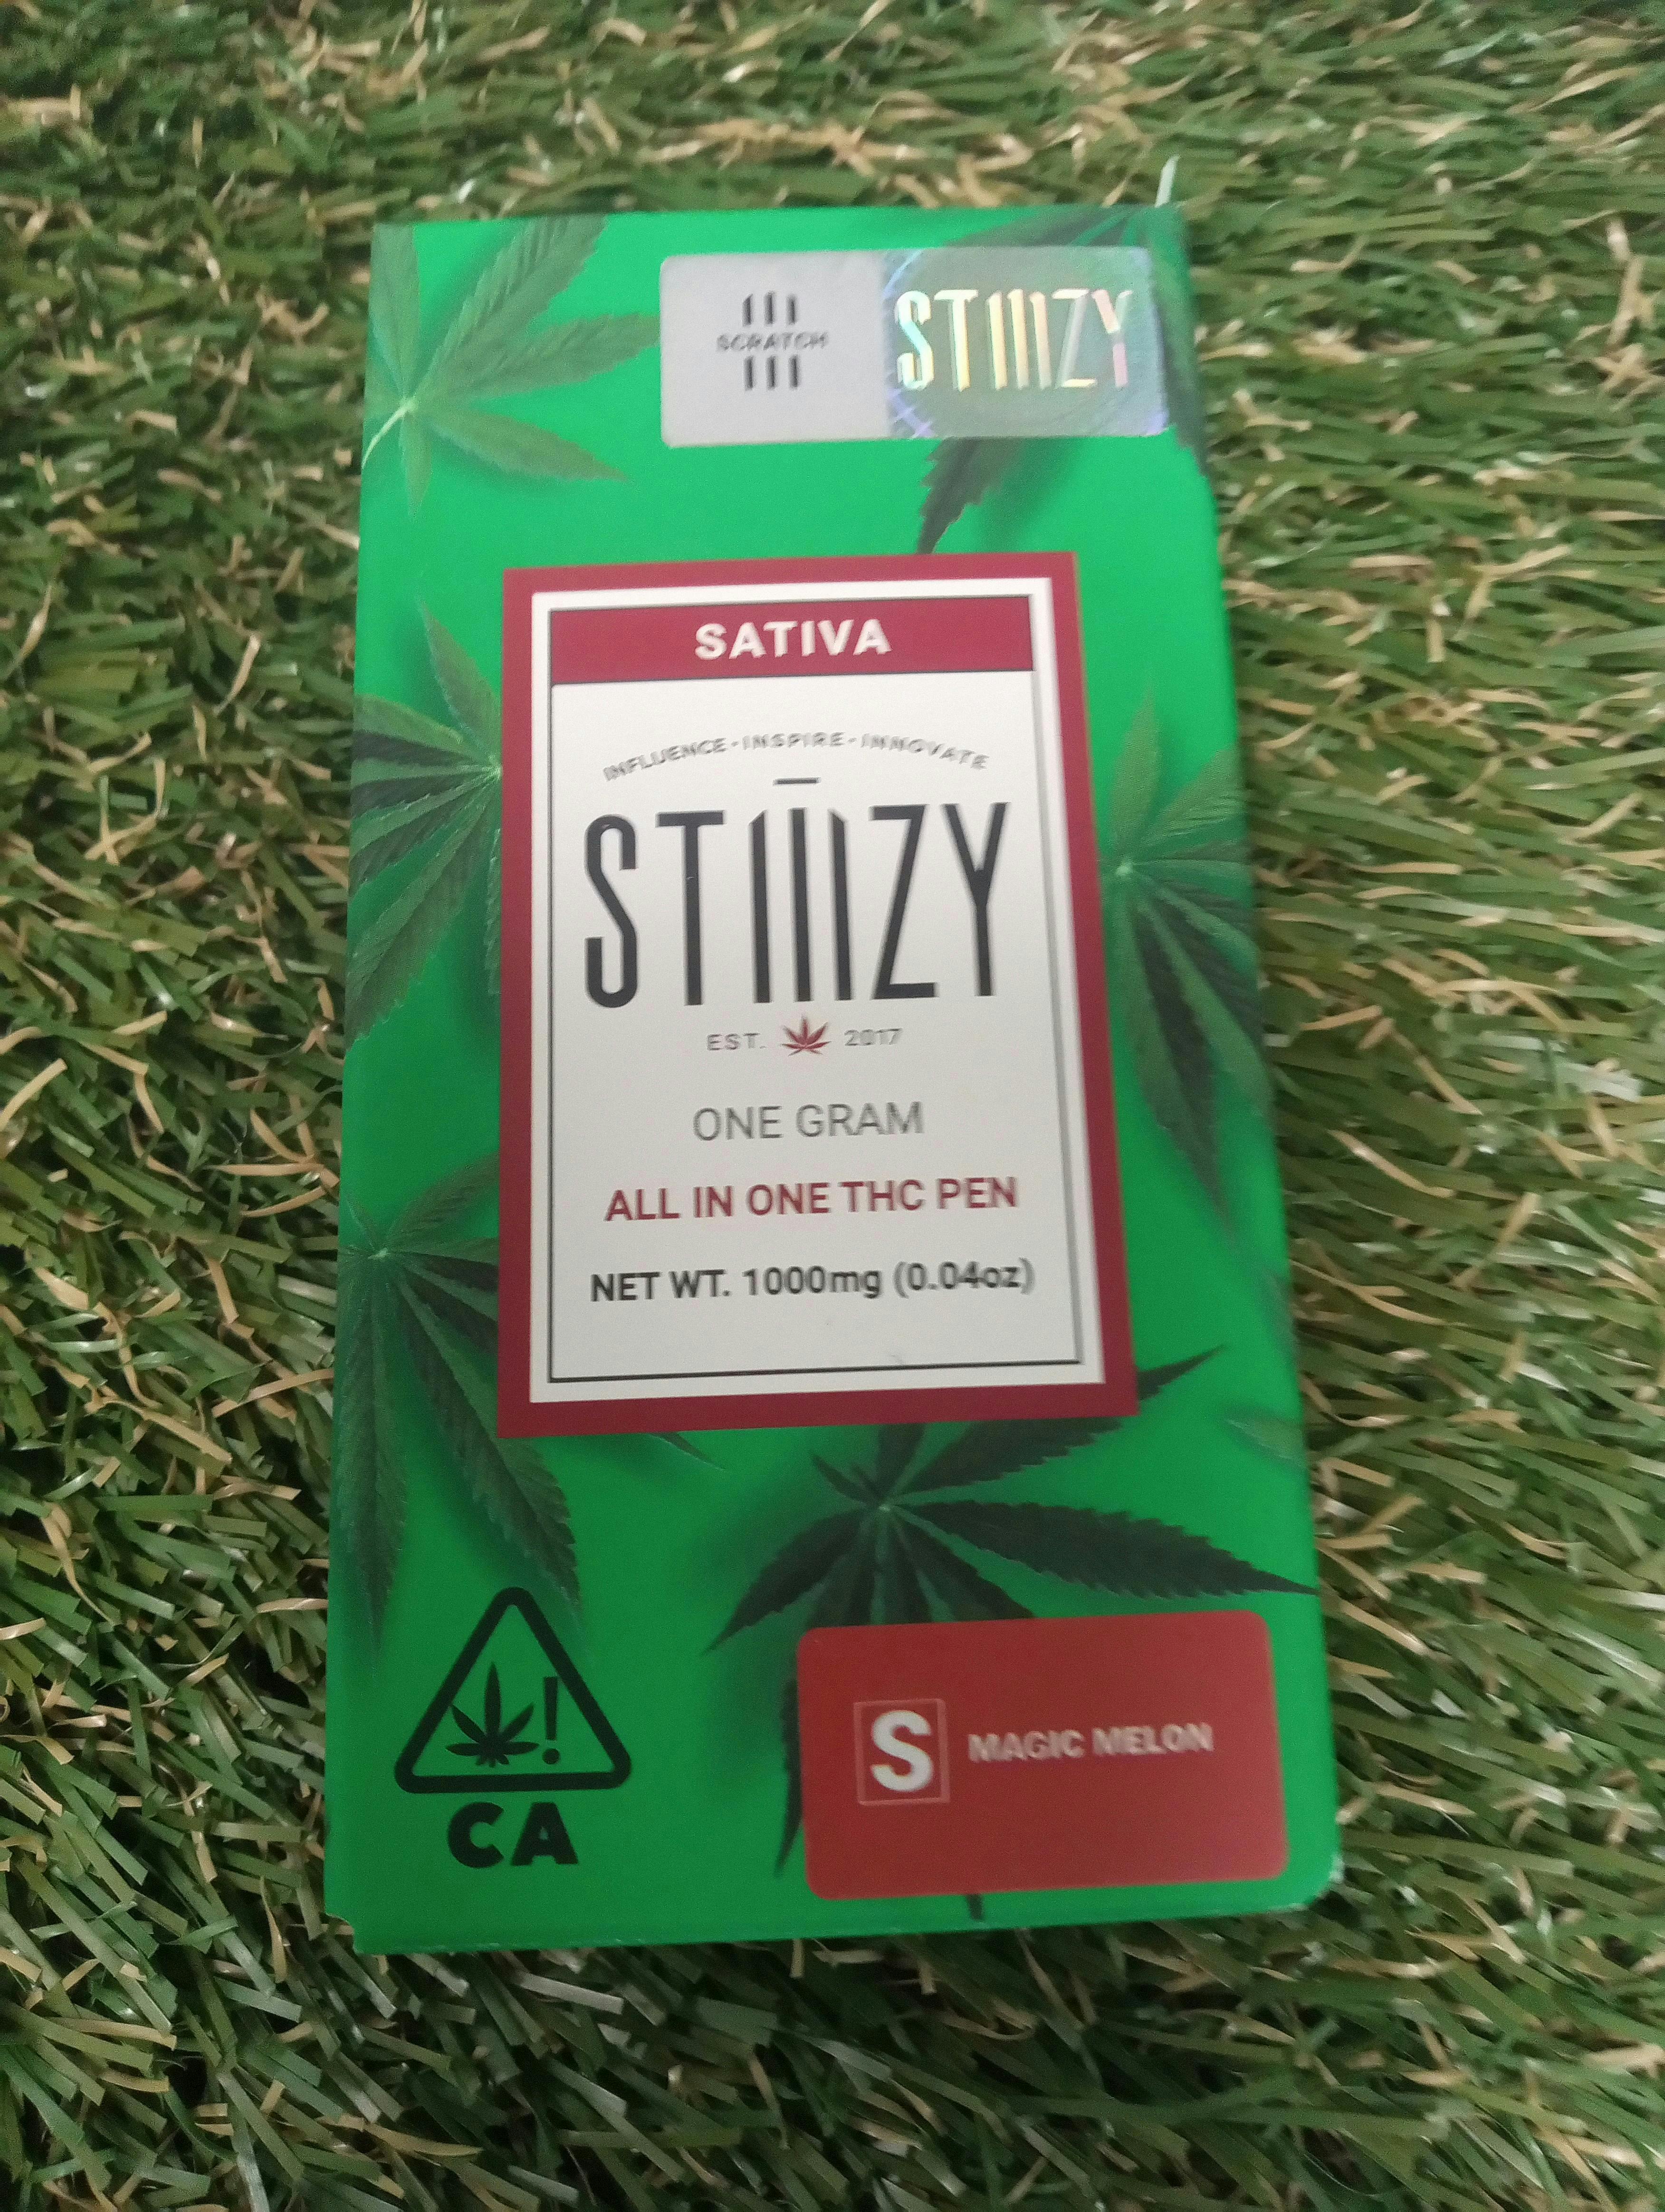 SCRATCH
STIIIZY
SATIVA
INFLUENCE - INSPIRE - INNOVATE
STIIIZY
EST. 2017
ONE GRAM
ALL IN ONE THC PEN
NET WT. 1000mg (0.04oz)
!
CA
S MAGIC MELON